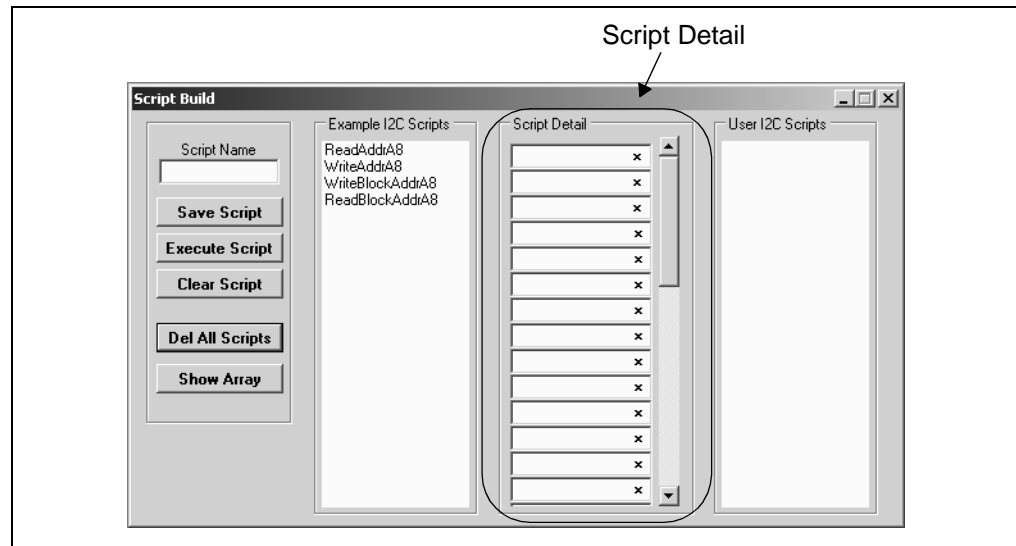 Script Detail
Script Build
Script Name
Save Script
Execute Script
Clear Script
Del All Scripts
Show Array
Example I2C Scripts
ReadAddrA8
WriteAddrA8
WriteBlockAddrA8
ReadBlockAddrA8
Script Detail
User I2C Scripts